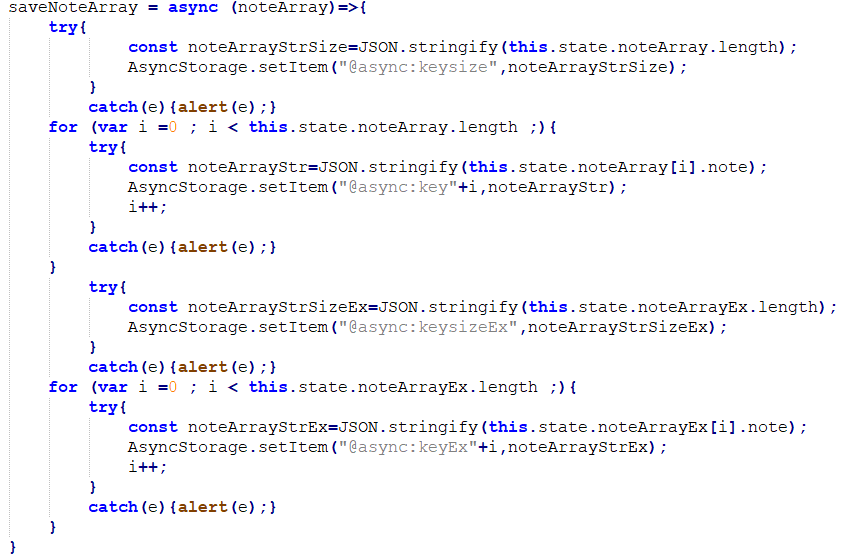 saveNoteArray = async (noteArray)=>{
try{
const noteArrayStrSize=JSON.stringify(this.state.noteArray.length);
AsyncStorage.setItem("@async:keysize",noteArrayStrSize);
}
catch(e){alert(e);}
for (var i =0 ; i < this.state.noteArray.length ;){
try{
const noteArrayStr=JSON.stringify(this.state.noteArray[i].note);
AsyncStorage.setItem("@async:key"+i,noteArrayStr);
i++;
}
catch(e){alert(e);}
}
try{
const noteArrayStrSizeEx=JSON.stringify(this.state.noteArrayEx.length);
AsyncStorage.setItem("@async:keysizeEx",noteArrayStrSizeEx);
}
catch(e){alert(e);}
for (var i =0 ; i < this.state.noteArrayEx.length ;){
try{
const noteArrayStrEx=JSON.stringify(this.state.noteArrayEx[i].note);
AsyncStorage.setItem("@async:keyEx"+i,noteArrayStrEx);
i++;
}
catch(e){alert(e);}
}
}